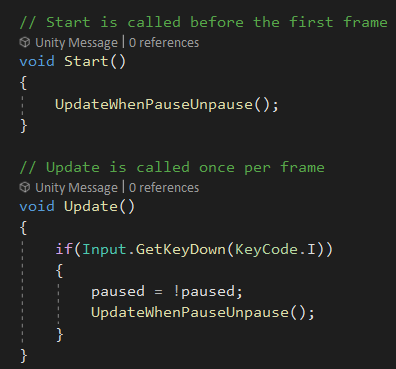 // Start is called before the first frame
Unity Message | 0 references
void Start()
{
    UpdateWhenPauseUnpause();
}
// Update is called once per frame
Unity Message | 0 references
void Update()
{
    if(Input.GetKeyDown(KeyCode.I))
    {
        paused = !paused;
        UpdateWhenPauseUnpause();
    }
}